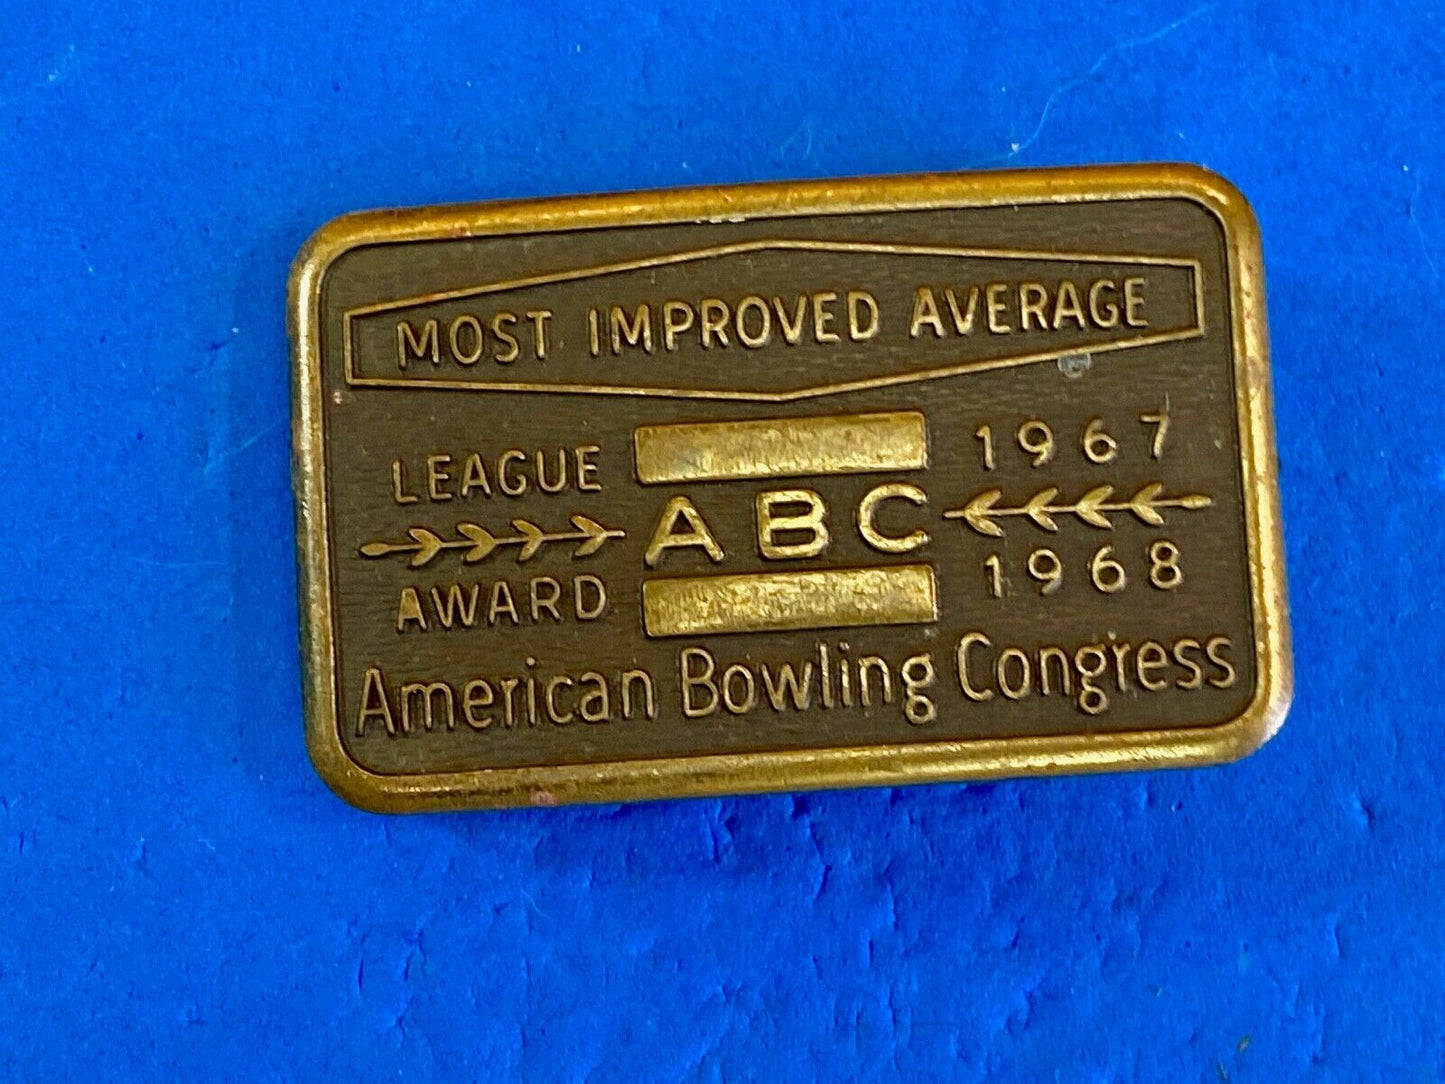 MOST IMPROVED AVERAGE
LEAGUE
AWARD
ABC
1967
1968
American Bowling Congress